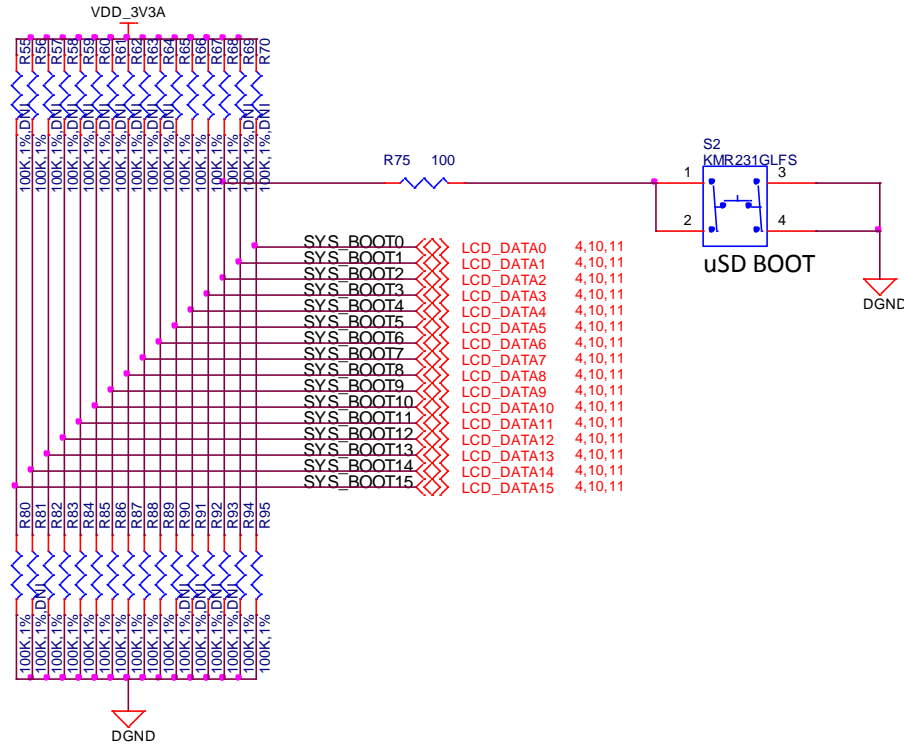 VDD_3V3A
R55
R56
R57
R58
R59
R60
R61
R62
R63
R64
R65
R66
R67
R68
R69
R70
100K,1%,DNI
100K,1%
100K,1%,DNI
100K,1%,DNI
100K,1%,DNI
100K,1%,DNI
100K,1%,DNI
100K,1%,DNI
100K,1%,DNI
100K,1%,DNI
100K,1%
100K,1%
100K,1%
100K,1%
100K,1%,DNI
100K,1%,DNI
R75 100
S2
KMR231GLFS
1 3
2 4
uSD BOOT
DGND
SYS_BOOT0 LCD_DATA0 4,10,11
SYS_BOOT1 LCD_DATA1 4,10,11
SYS_BOOT2 LCD_DATA2 4,10,11
SYS_BOOT3 LCD_DATA3 4,10,11
SYS_BOOT4 LCD_DATA4 4,10,11
SYS_BOOT5 LCD_DATA5 4,10,11
SYS_BOOT6 LCD_DATA6 4,10,11
SYS_BOOT7 LCD_DATA7 4,10,11
SYS_BOOT8 LCD_DATA8 4,10,11
SYS_BOOT9 LCD_DATA9 4,10,11
SYS_BOOT10 LCD_DATA10 4,10,11
SYS_BOOT11 LCD_DATA11 4,10,11
SYS_BOOT12 LCD_DATA12 4,10,11
SYS_BOOT13 LCD_DATA13 4,10,11
SYS_BOOT14 LCD_DATA14 4,10,11
SYS_BOOT15 LCD_DATA15 4,10,11
R80
R81
R82
R83
R84
R85
R86
R87
R88
R89
R90
R91
R92
R93
R94
R95
100K,1%
100K,1%,DNI
100K,1%
100K,1%
100K,1%
100K,1%
100K,1%
100K,1%
100K,1%
100K,1%
100K,1%,DNI
100K,1%,DNI
100K,1%,DNI
100K,1%,DNI
100K,1%
100K,1%
DGND